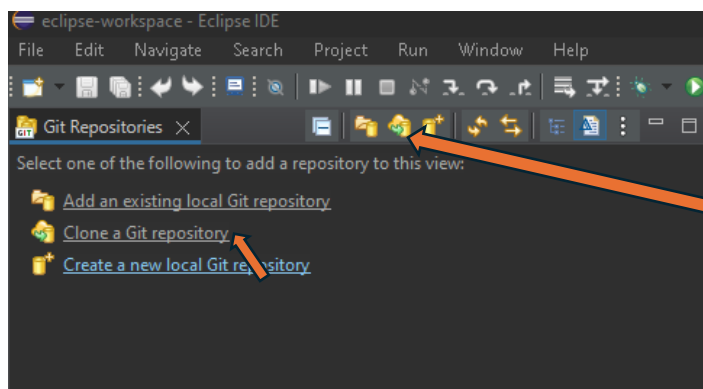 eclipse-workspace - Eclipse IDE
File Edit Navigate Search Project Run Window Help
GIT Git Repositories
Select one of the following to add a repository to this view:
Add an existing local Git repository
Clone a Git repository
Create a new local Git repository